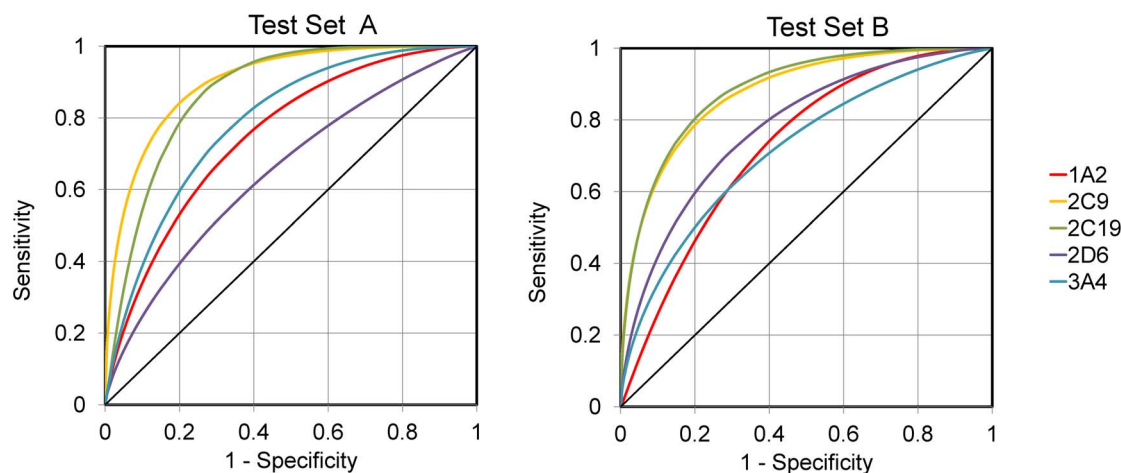 Test Set A
1
0.8
0.6
0.4
0.2
0
Sensitivity
0 0.2 0.4 0.6 0.8 1
1 - Specificity
Test Set B
1
0.8
0.6
0.4
0.2
0
Sensitivity
0 0.2 0.4 0.6 0.8 1
1 - Specificity
1A2
2C9
2C19
2D6
3A4